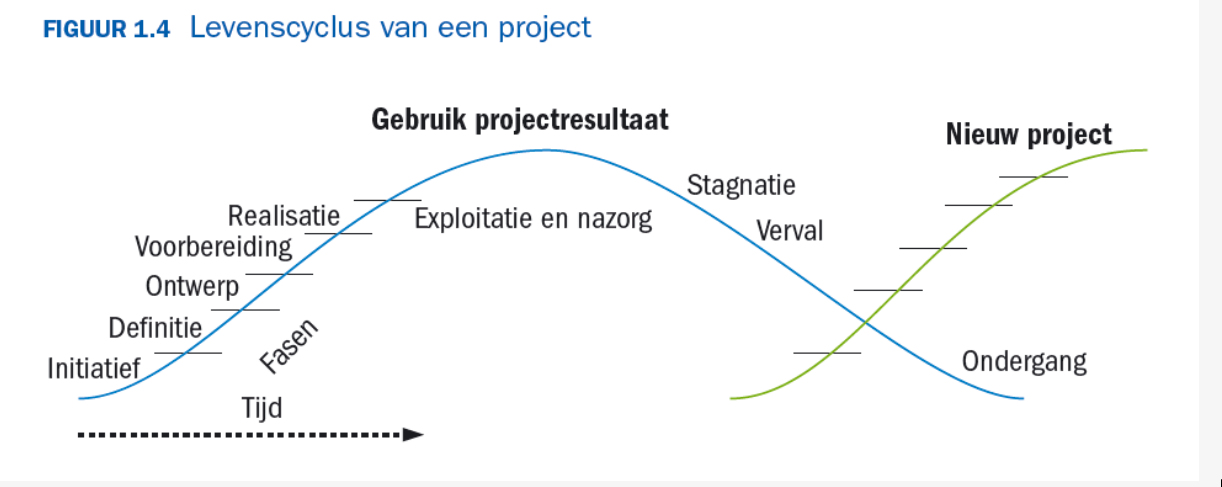 FIGUUR 1.4 Levenscyclus van een project
Gebruik projectresultaat
Nieuw project
Stagnatie
Realisatie
Exploitatie en nazorg
Verval
Voorbereiding
Ontwerp
Definitie
Fasen
Initiatief
Ondergang
Tijd